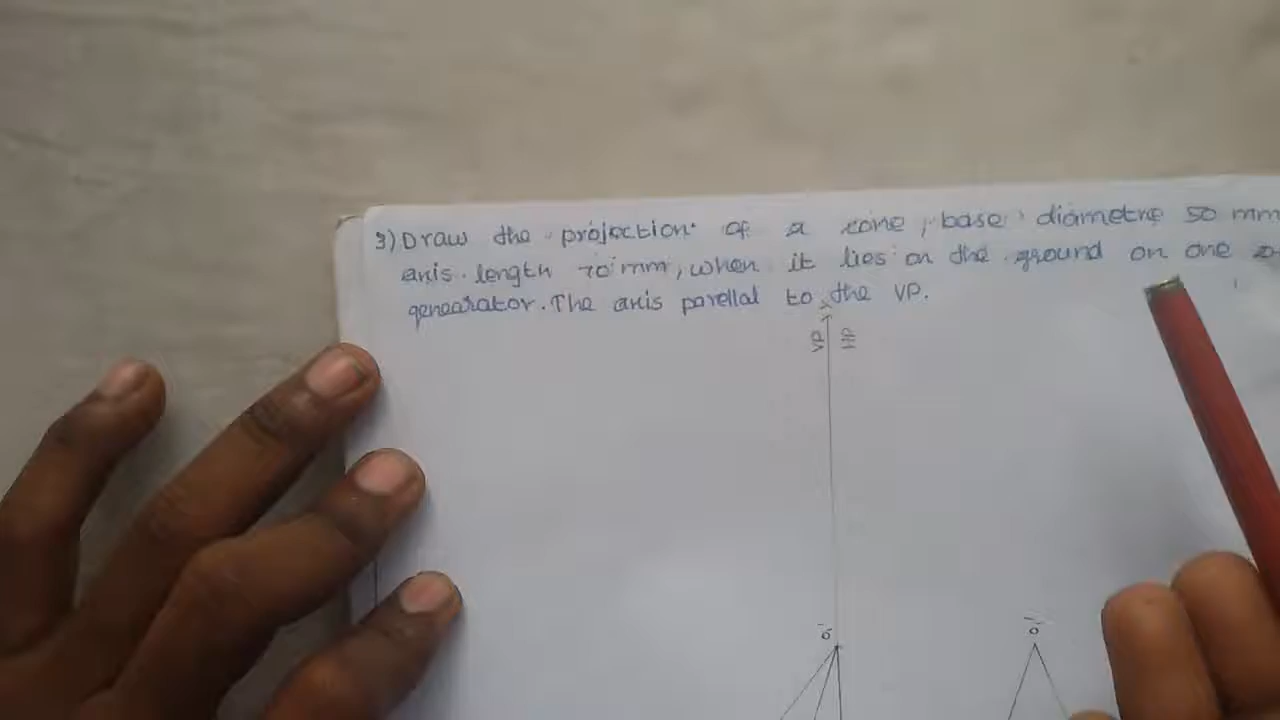 3) Draw the projection of a cone, base diametre 50 mm
axis length 70 mm, when it lies on the ground on one
genearator. The axis parellal to the VP.
X
VP HP
o'
o'